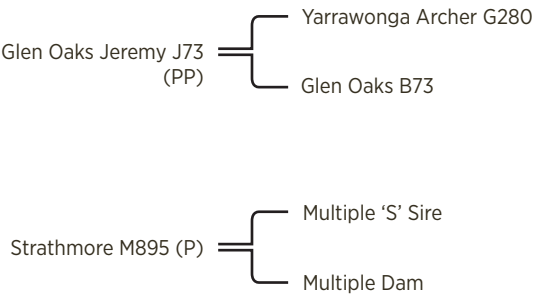 Yarrawonga Archer G280
Glen Oaks Jeremy J73
(PP)
Glen Oaks B73
Multiple ‘S’ Sire
Strathmore M895 (P)
Multiple Dam